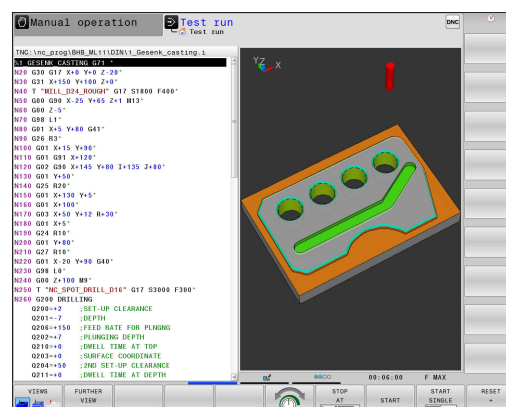 Manual operation
Test run
Test run
DNC
TNC:\nc_prog\BHB_ML11\DIN\1_Gesenk_casting.i
%1_GESENK_CASTING G71 *
N20 G30 G17 X+0 Y+0 Z-20*
N30 G31 X+150 Y+100 Z+0*
N40 T "MILL_D24_ROUGH" G17 S1800 F400*
N50 G00 G90 X-25 Y+65 Z+1 M13*
N60 G00 Z-5*
N70 G98 L1*
N80 G01 X+5 Y+80 G41*
N90 G26 R3*
N100 G01 X+15 Y+90*
N110 G01 G91 X+120*
N120 G02 G90 X+145 Y+80 I+135 J+80*
N130 G01 Y+50*
N140 G25 R20*
N150 G01 X+130 Y+5*
N160 G01 X+100*
N170 G03 X+50 Y+12 R+30*
N180 G01 X+5*
N190 G24 R10*
N200 G01 Y+80*
N210 G27 R10*
N220 G01 X-20 Y+90 G40*
N230 G98 L0*
N240 G00 Z+100 M9*
N250 T "NC_SPOT_DRILL_D16" G17 S3000 F300*
N260 G200 DRILLING
Q200=+2 ;SET-UP CLEARANCE
Q201=-7 ;DEPTH
Q206=+150 ;FEED RATE FOR PLNGNG
Q202=+7 ;PLUNGING DEPTH
Q210=+0 ;DWELL TIME AT TOP
Q203=+0 ;SURFACE COORDINATE
Q204=+50 ;2ND SET-UP CLEARANCE
Q211=+0 ;DWELL TIME AT DEPTH
YZ X
00:06:00 F MAX
VIEWS
FURTHER VIEW
STOP AT
START
START SINGLE
RESET +